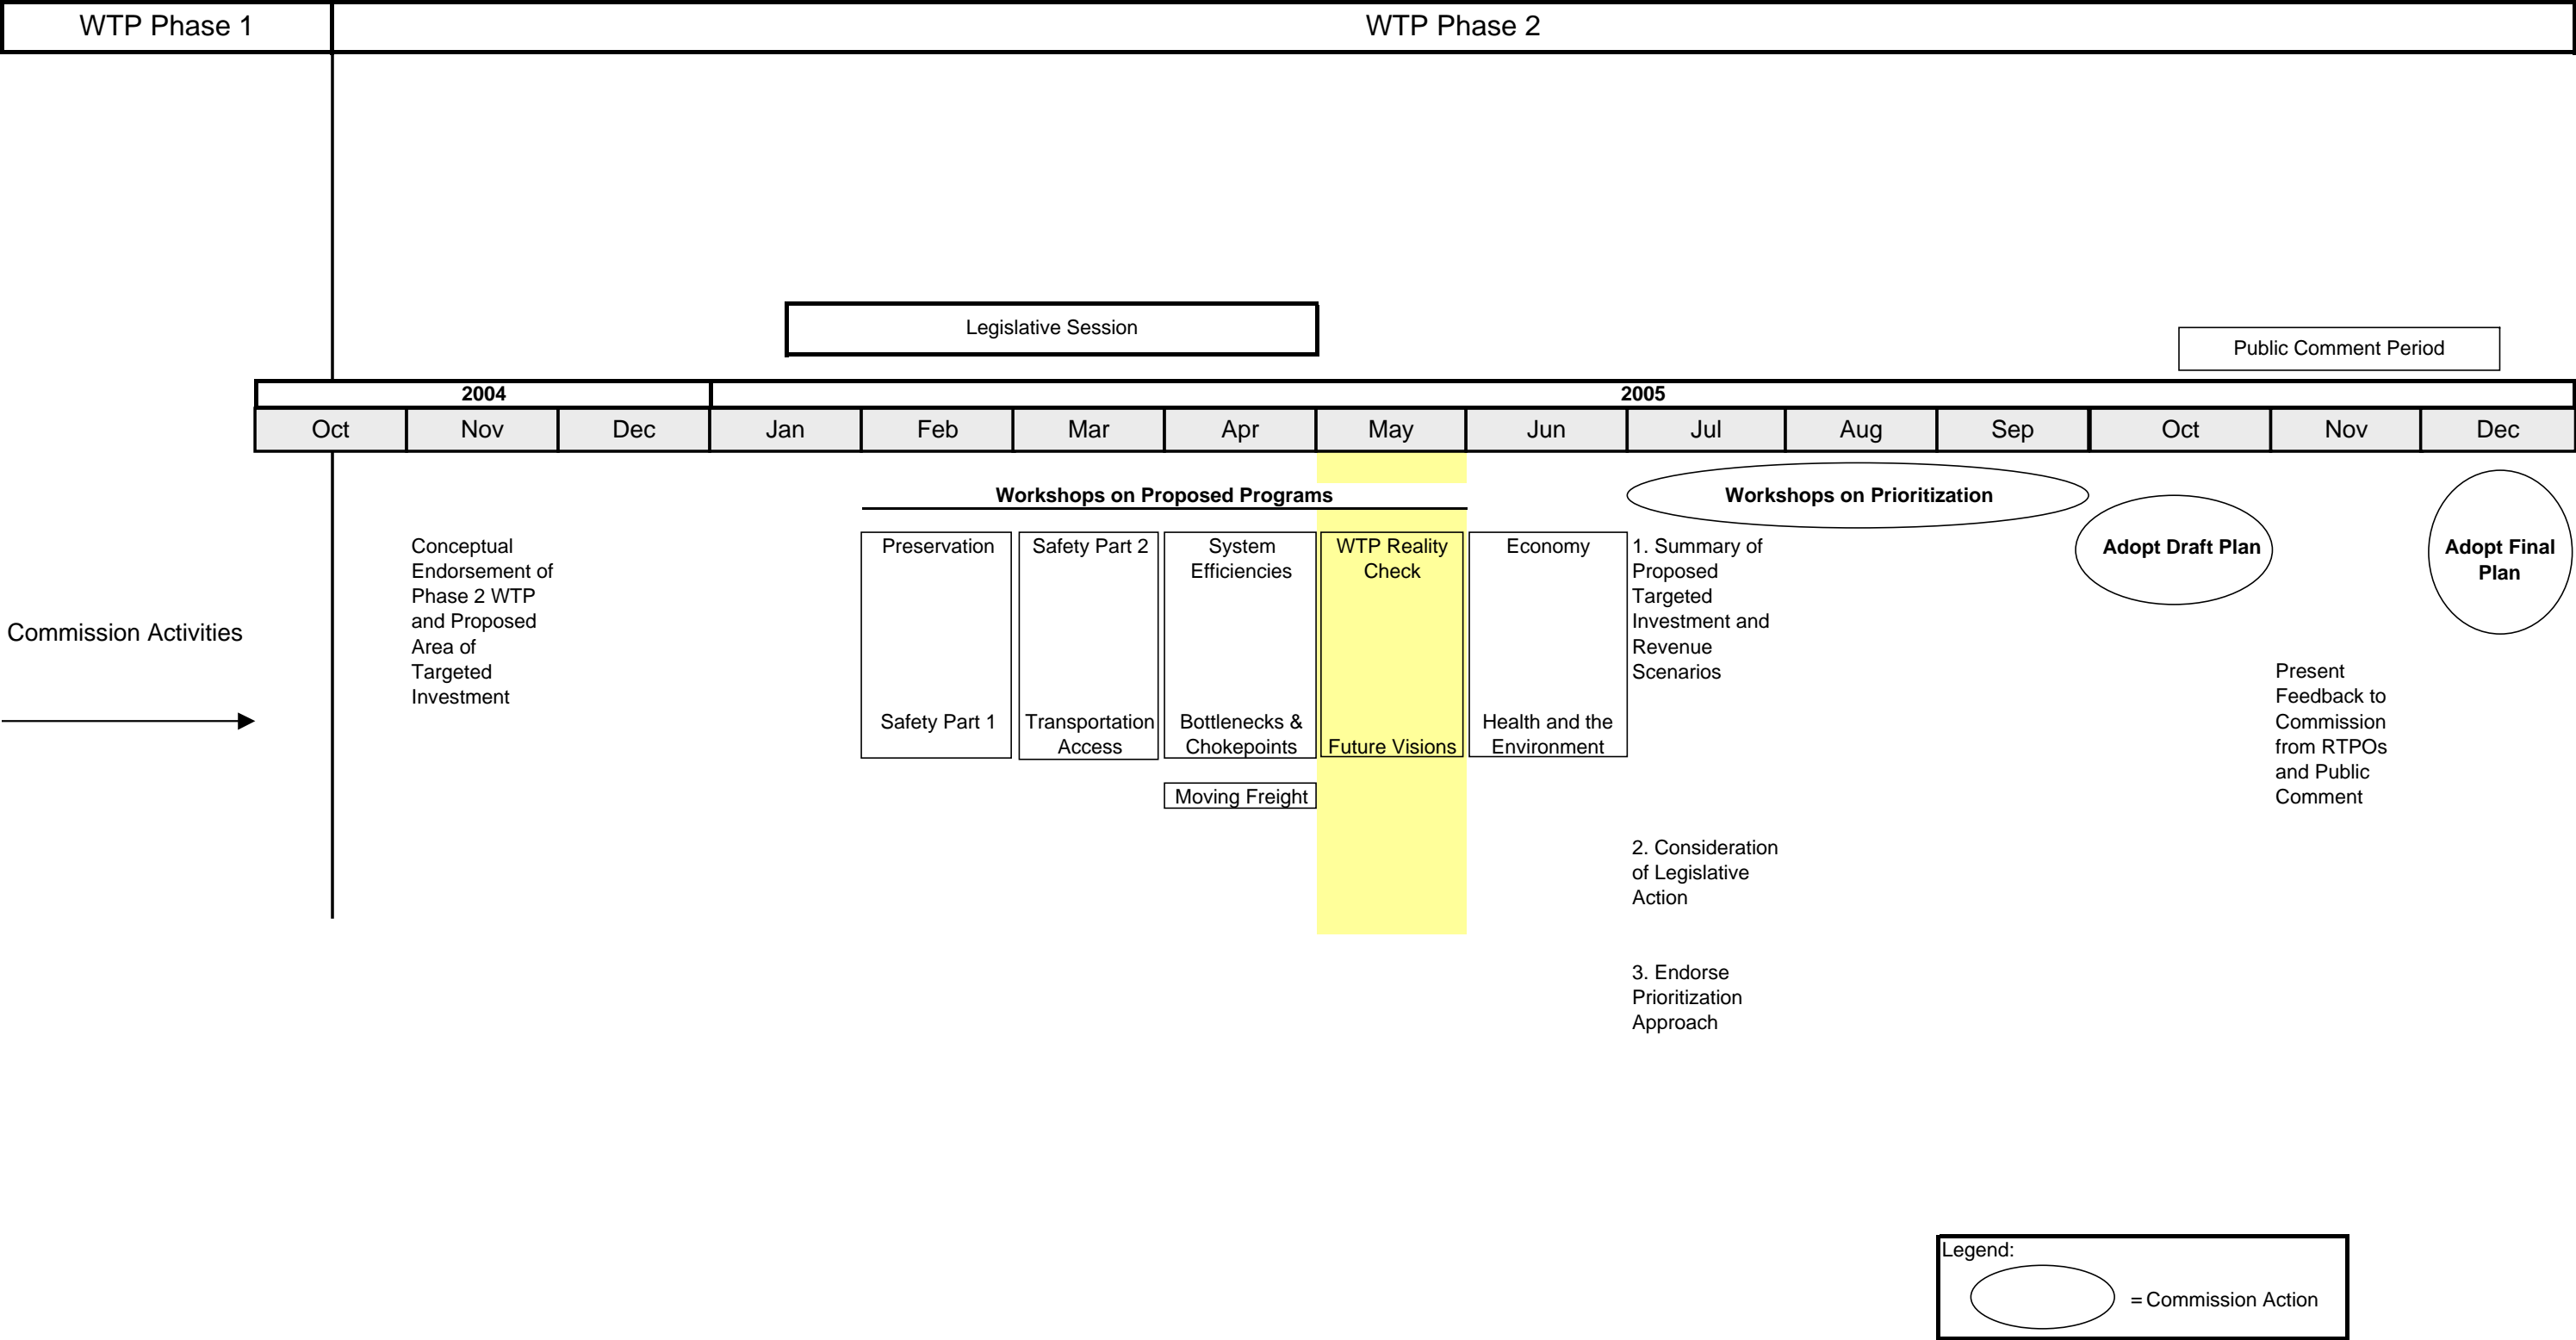 WTP Phase 1
WTP Phase 2
Legislative Session
Public Comment Period
2004
2005
Oct
Nov
Dec
Jan
Feb
Mar
Apr
May
Jun
Jul
Aug
Sep
Oct
Nov
Dec
Workshops on Proposed Programs
Workshops on Prioritization
Commission Activities
Conceptual
Endorsement of
Phase 2 WTP
and Proposed
Area of
Targeted
Investment
Preservation
Safety Part 1
Safety Part 2
Transportation
Access
System
Efficiencies
Bottlenecks &
Chokepoints
Moving Freight
WTP Reality
Check
Future Visions
Economy
Health and the
Environment
1. Summary of
Proposed
Targeted
Investment and
Revenue
Scenarios
2. Consideration
of Legislative
Action
3. Endorse
Prioritization
Approach
Adopt Draft Plan
Present
Feedback to
Commission
from RTPOs
and Public
Comment
Adopt Final
Plan
Legend:
= Commission Action